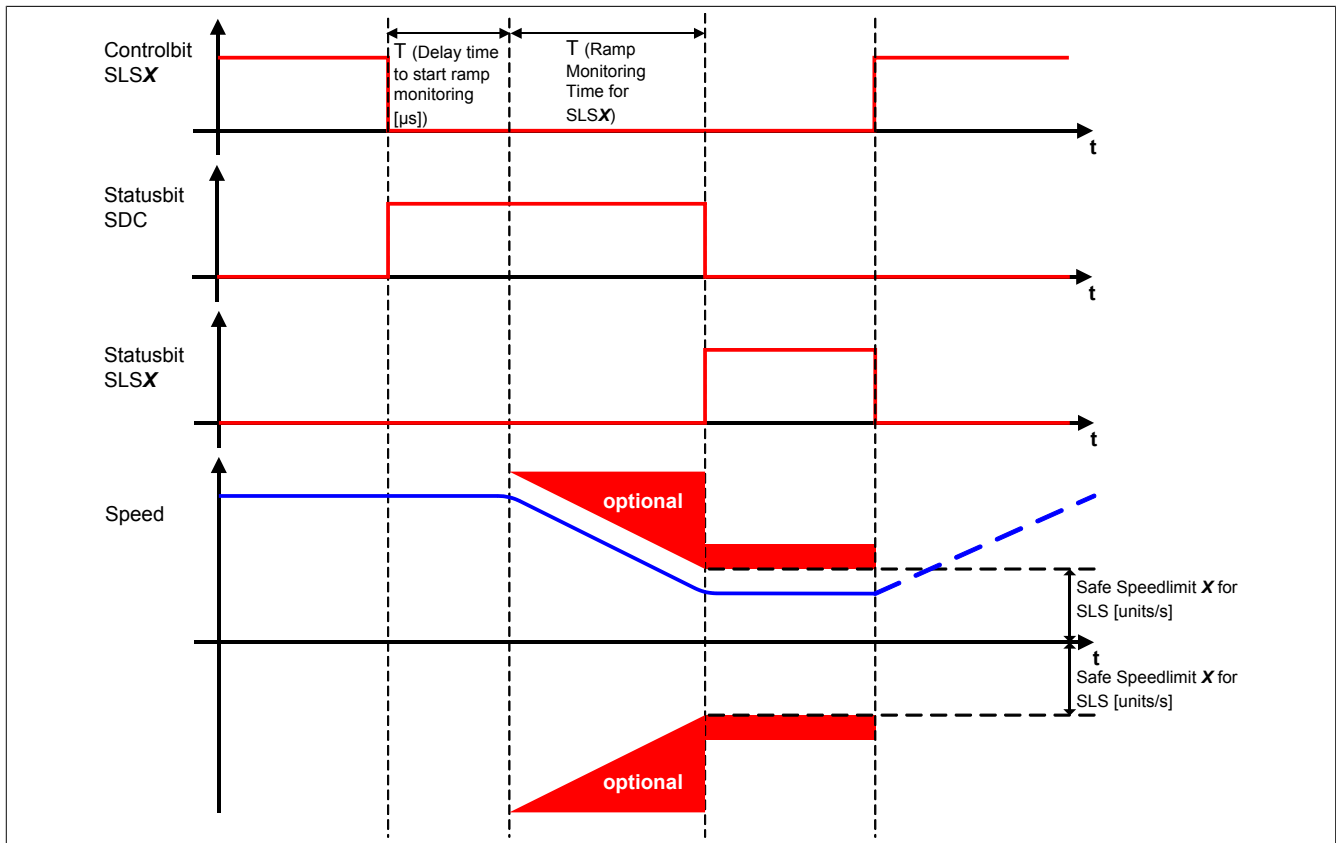 Controlbit
SLSX
T (Delay time
to start ramp
monitoring
[µs])
T (Ramp
Monitoring
Time for
SLSX)
t
Statusbit
SDC
t
Statusbit
SLSX
t
Speed
optional
Safe Speedlimit X for
SLS [units/s]
t
Safe Speedlimit X for
SLS [units/s]
optional